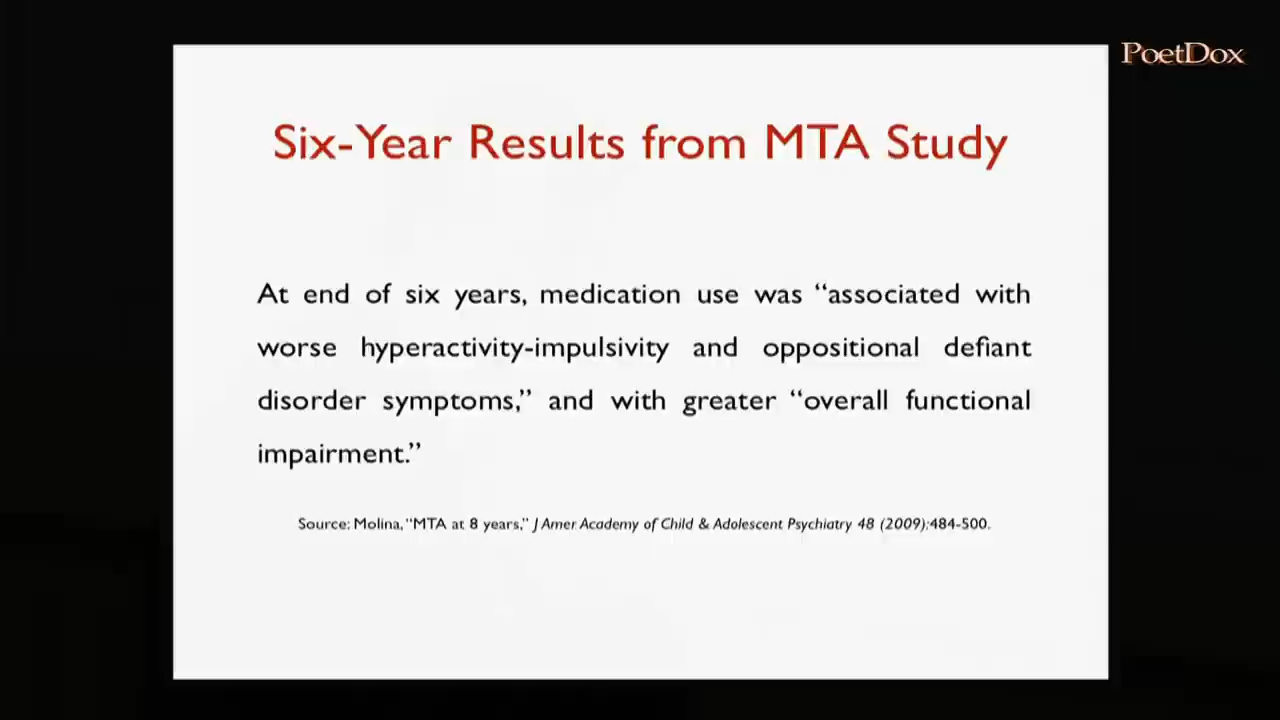 PoetDox
Six-Year Results from MTA Study
At end of six years, medication use was “associated with
worse hyperactivity-impulsivity and oppositional defiant
disorder symptoms,” and with greater “overall functional
impairment.”
Source: Molina, “MTA at 8 years,” J Amer Academy of Child & Adolescent Psychiatry 48 (2009):484-500.